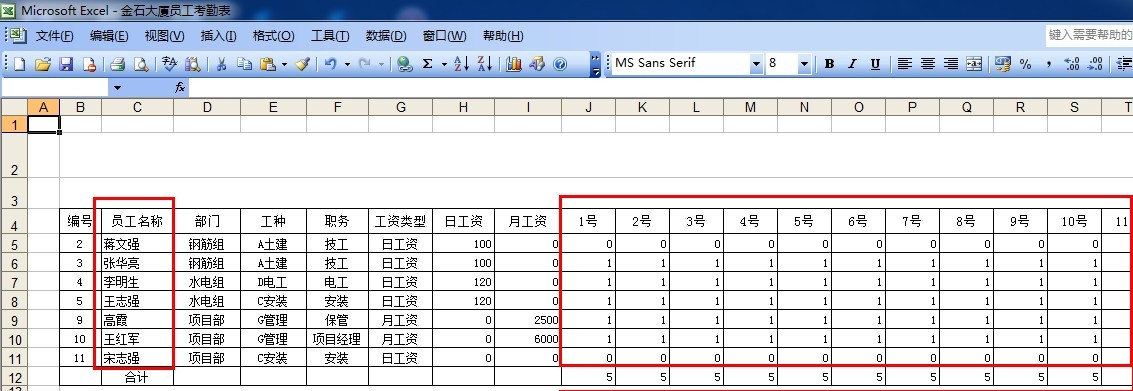 Microsoft Excel - 金石大厦员工考勤表
文件(F) 编辑(E) 视图(V) 插入(I) 格式(O) 工具(T) 数据(D) 窗口(W) 帮助(H) 键入需要帮助的
MS Sans Serif 8 B I U % ,
fx
A B C D E F G H I J K L M N O P Q R S T
1
2
3
4 编号 员工名称 部门 工种 职务 工资类型 日工资 月工资 1号 2号 3号 4号 5号 6号 7号 8号 9号 10号 11
5 2 蒋文强 钢筋组 A土建 技工 日工资 100 0 0 0 0 0 0 0 0 0 0 0
6 3 张华亮 钢筋组 A土建 技工 日工资 100 0 1 1 1 1 1 1 1 1 1 1
7 4 李明生 水电组 D电工 电工 日工资 120 0 1 1 1 1 1 1 1 1 1 1
8 5 王志强 水电组 C安装 安装 日工资 120 0 1 1 1 1 1 1 1 1 1 1
9 9 高霞 项目部 G管理 保管 月工资 0 2500 1 1 1 1 1 1 1 1 1 1
10 10 王红军 项目部 G管理 项目经理 月工资 0 6000 1 1 1 1 1 1 1 1 1 1
11 11 宋志强 项目部 C安装 安装 日工资 0 0 0 0 0 0 0 0 0 0 0 0
12 合计 5 5 5 5 5 5 5 5 5 5